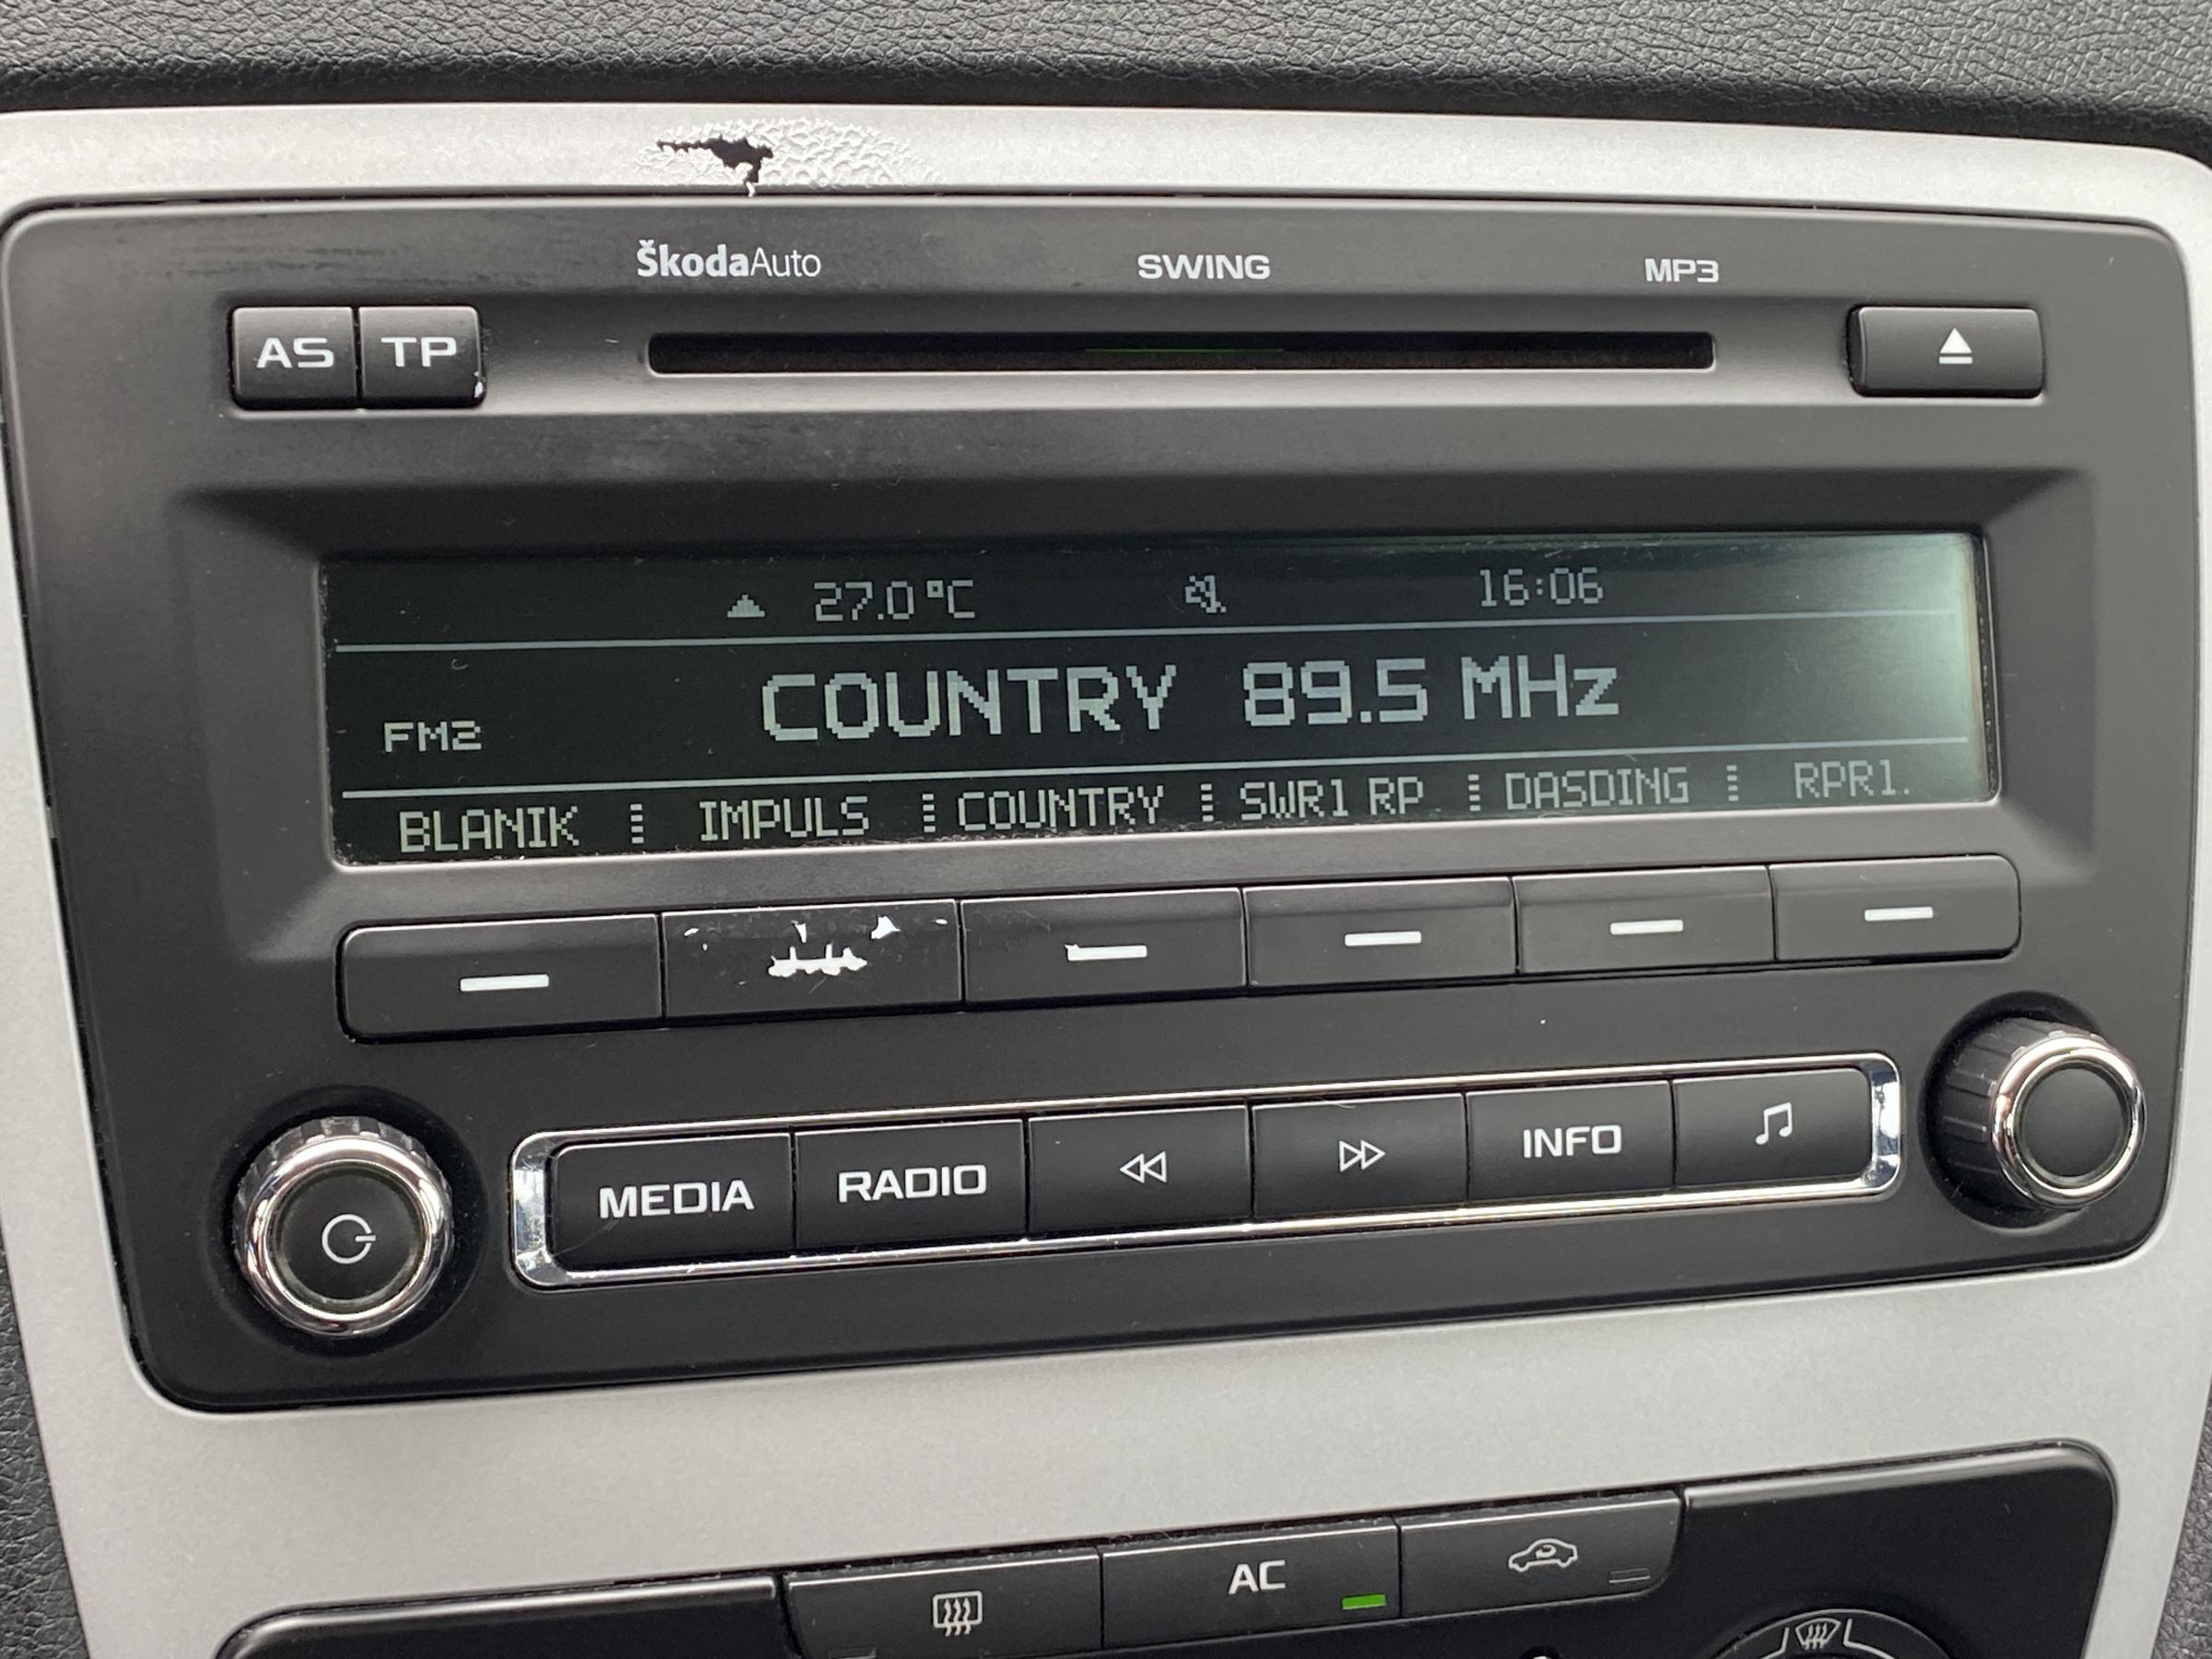 ŠkodaAuto SWING MP3
AS TP
27.0 °C 16:06
FM2 COUNTRY 89.5 MHz
BLANIK IMPULS COUNTRY SWR1 RP DASDING RPR1.
MEDIA RADIO INFO
AC